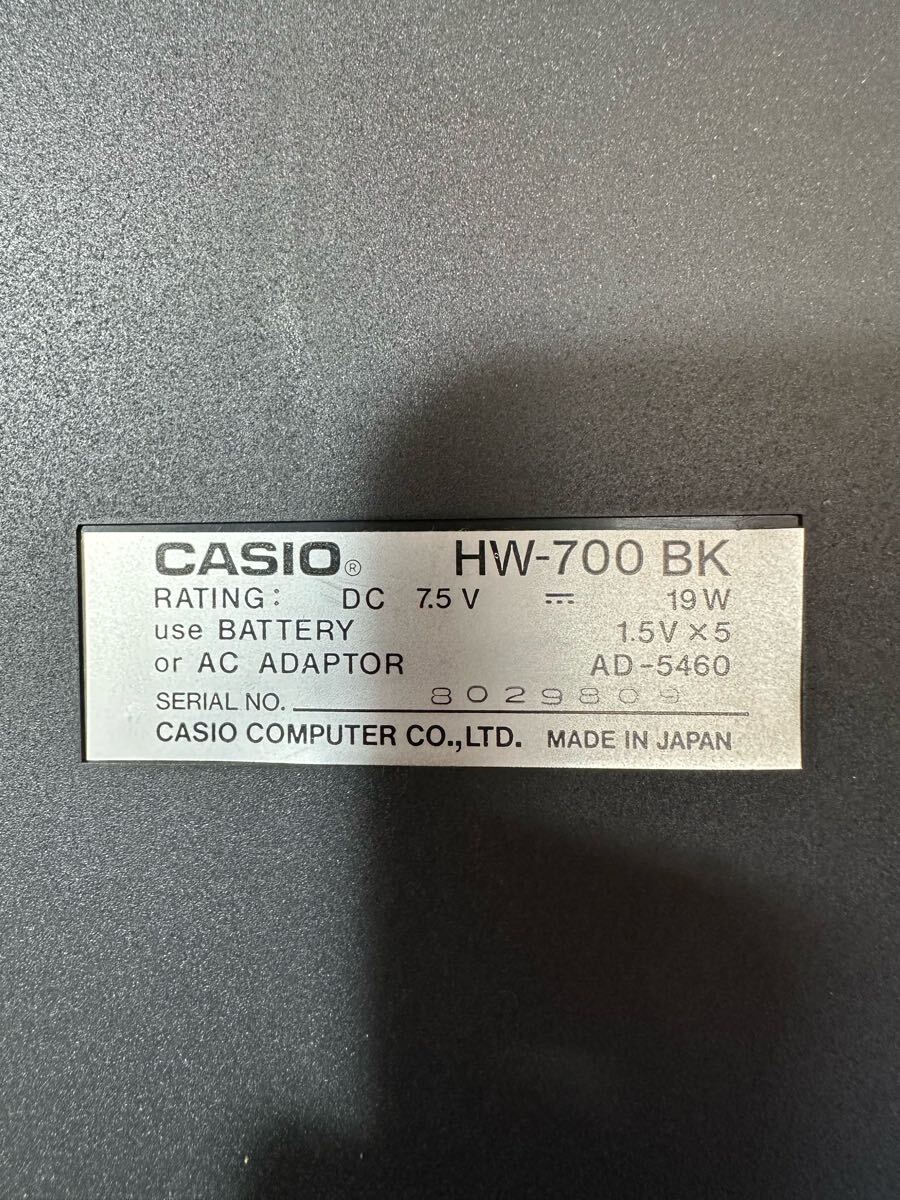 CASIO® HW-700 BK
RATING: DC 7.5 V ⎓ 19 W
use BATTERY 1.5V×5
or AC ADAPTOR AD-5460
SERIAL NO. 8029809
CASIO COMPUTER CO.,LTD. MADE IN JAPAN